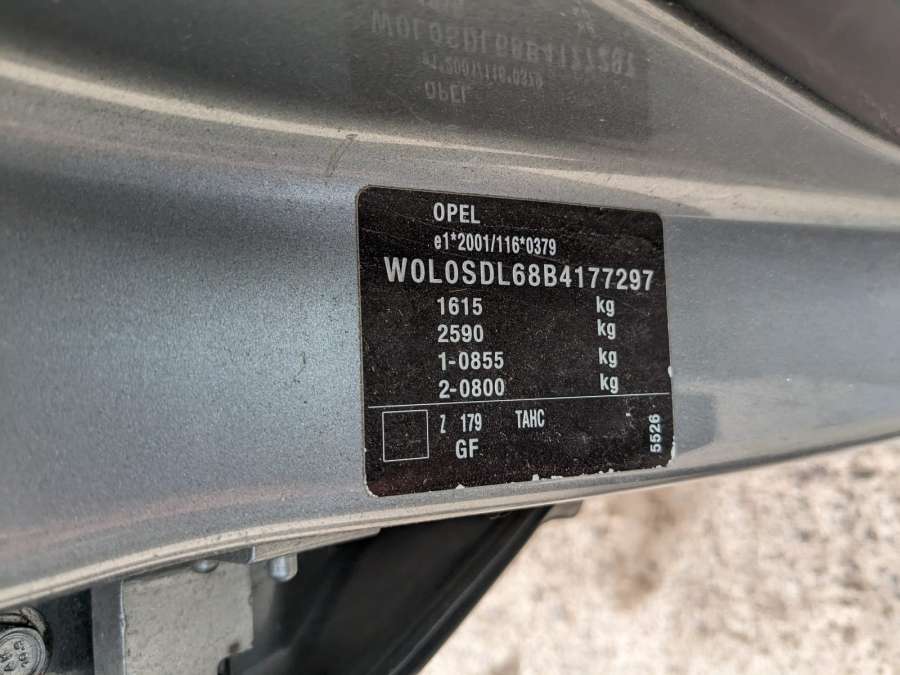 OPEL
e1*2001/116*0379
W0L0SDL68B4177297
1615 kg
2590 kg
1-0855 kg
2-0800 kg
Z 179 TAHC
GF
5526